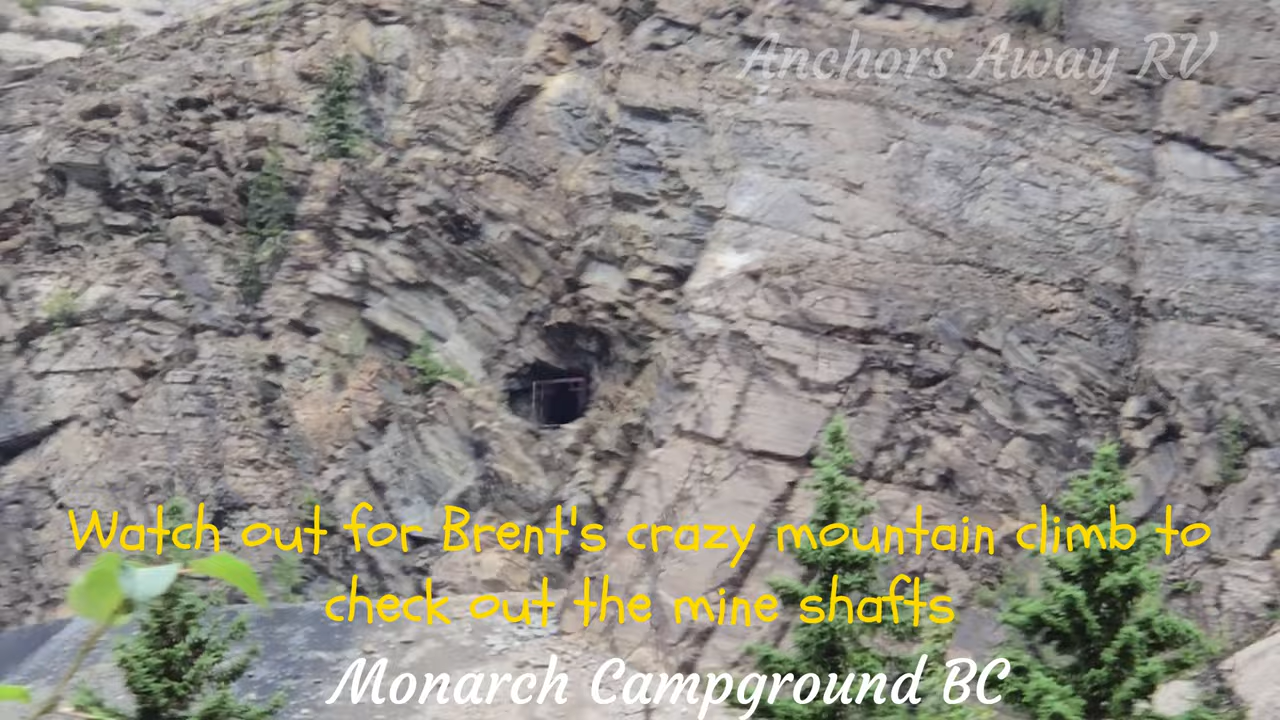 Anchors Away RV
Watch out for Brent's crazy mountain climb to
check out the mine shafts
Monarch Campground BC